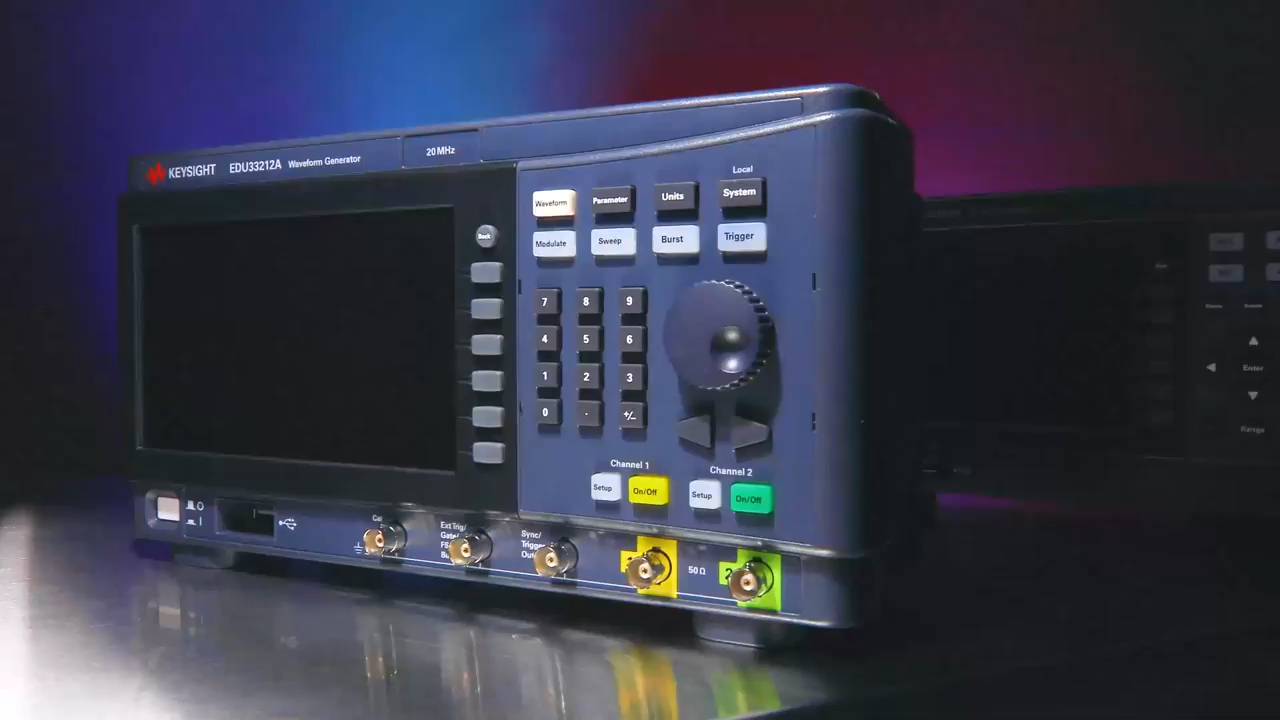 KEYSIGHT EDU33212A Waveform Generator
20 MHz
Local
Waveform Parameter Units System
Modulate Sweep Burst Trigger
Back
7 8 9
4 5 6
1 2 3
0 . +/-
Channel 1
Channel 2
Setup On/Off
Setup On/Off
Cal
Ext Trig/
Gate/
Sync/
Trigger
Out
50 Ω
2
Enter
Range